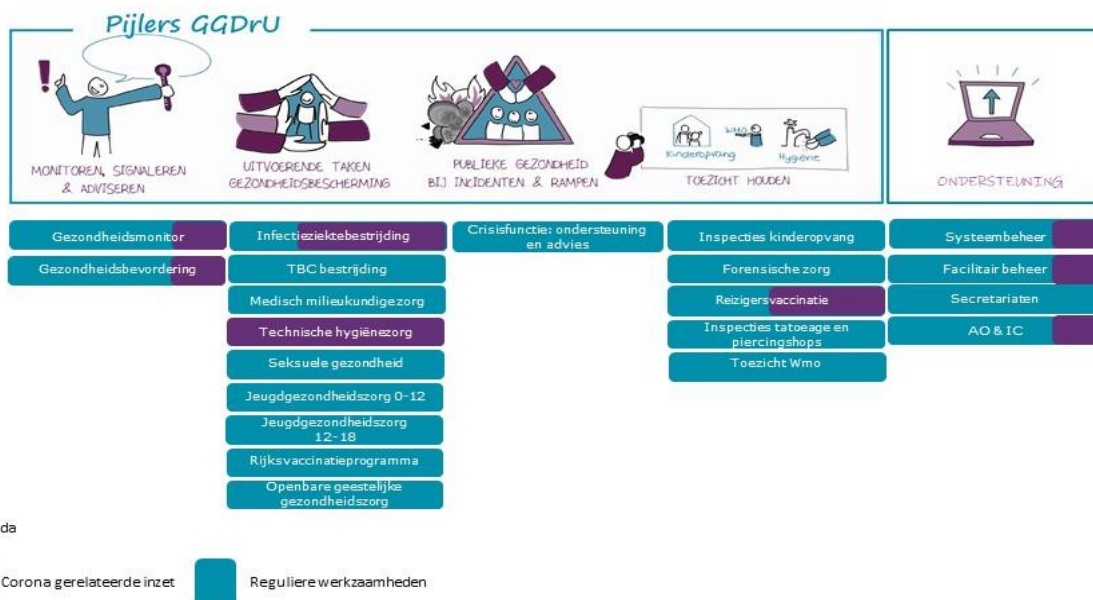 Pijlers GGDrU
MONITOREN, SIGNALEREN
& ADVISEREN
UITVOERENDE TAKEN
GEZONDHEIDSBESCHERMING
PUBLIEKE GEZONDHEID
BIJ INCIDENTEN & RAMPEN
Kinderopvang
WMO
Hygiëne
TOEZICHT HOUDEN
ONDERSTEUNING
Gezondheidsmonitor
Gezondheidsbevordering
Infectieziektebestrijding
TBC bestrijding
Medisch milieukundige zorg
Technische hygiënezorg
Seksuele gezondheid
Jeugdgezondheidszorg 0-12
Jeugdgezondheidszorg
12-18
Rijksvaccinatieprogramma
Openbare geestelijke
gezondheidszorg
Crisisfunctie: ondersteuning
en advies
Inspecties kinderopvang
Forensische zorg
Reizigersvaccinatie
Inspecties tatoeage en
piercingshops
Toezicht Wmo
Systeembeheer
Facilitair beheer
Secretariaten
AO & IC
da
Corona gerelateerde inzet
Reguliere werkzaamheden